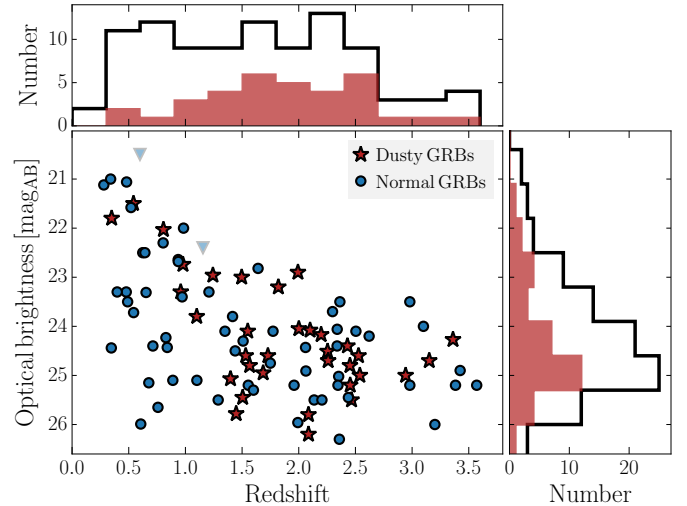 10
5
0
Number
21
22
23
24
25
26
Optical brightness [mag_AB]
Dusty GRBs
Normal GRBs
0.0 0.5 1.0 1.5 2.0 2.5 3.0 3.5
Redshift
0 10 20
Number